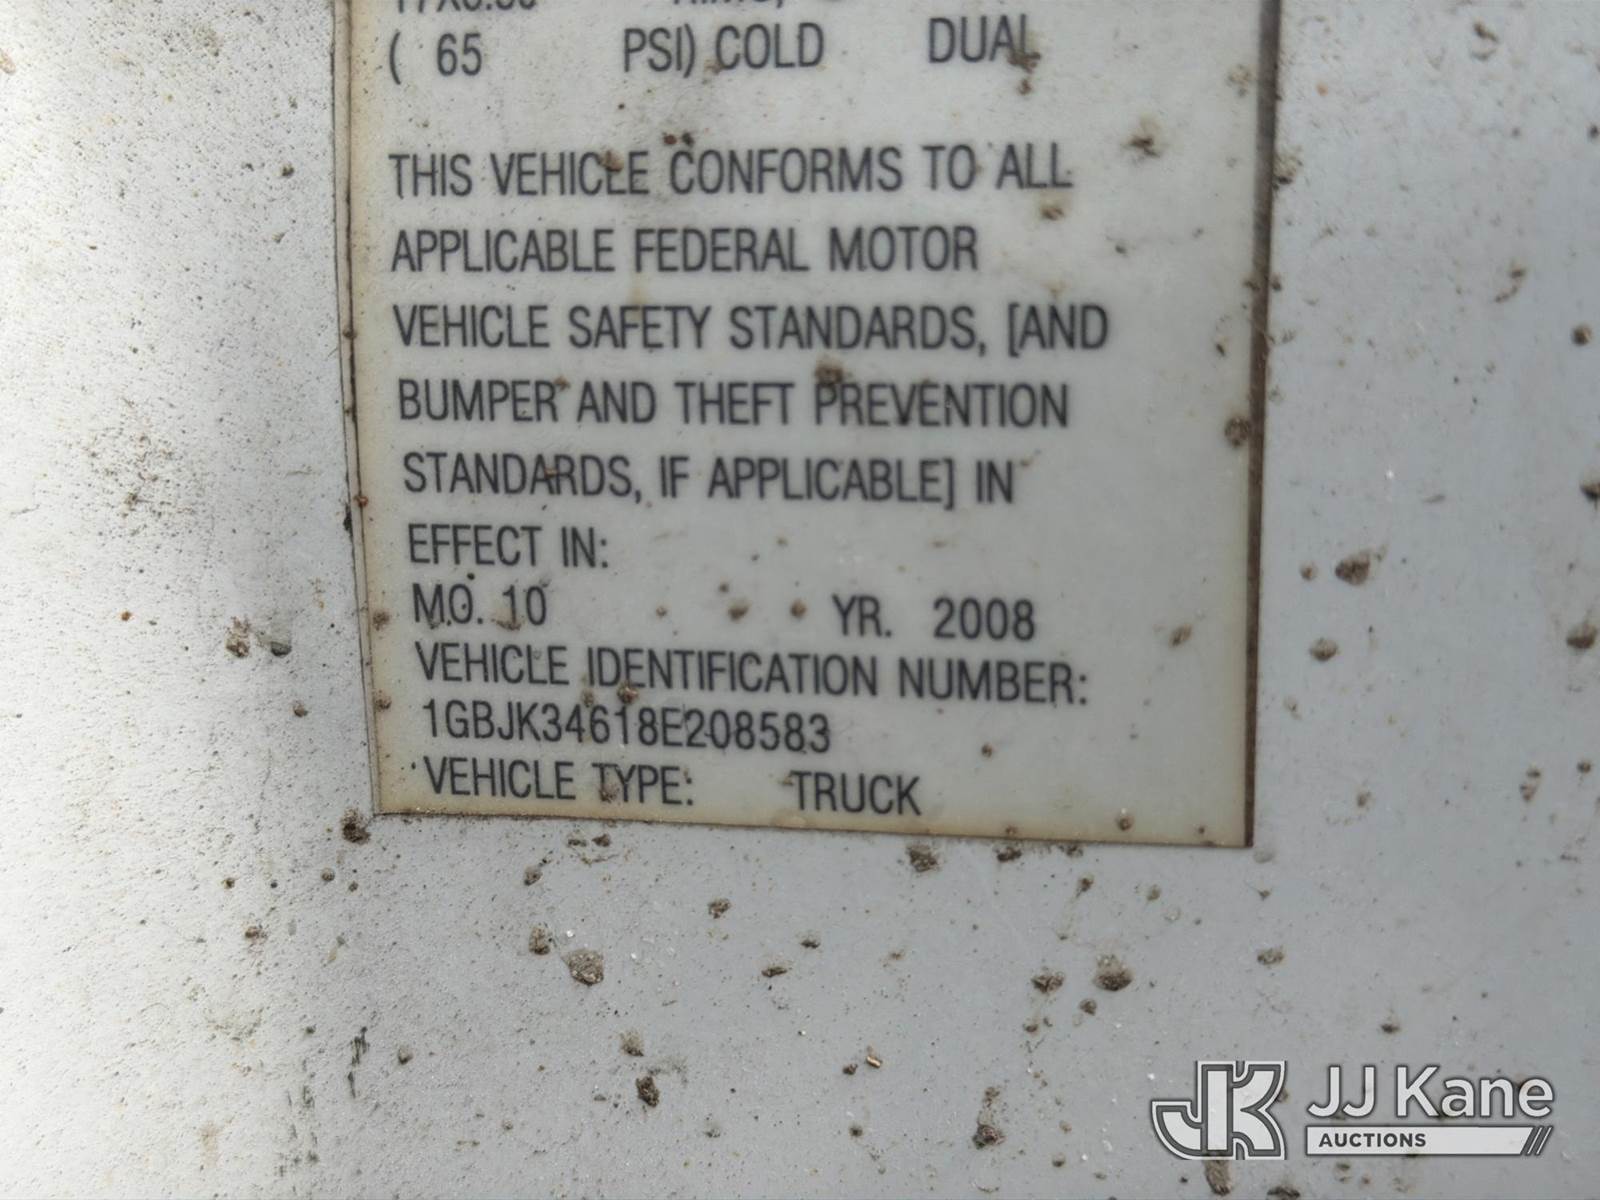 ( 65 PSI) COLD DUAL
THIS VEHICLE CONFORMS TO ALL
APPLICABLE FEDERAL MOTOR
VEHICLE SAFETY STANDARDS, [AND
BUMPER AND THEFT PREVENTION
STANDARDS, IF APPLICABLE] IN
EFFECT IN:
MO. 10 YR. 2008
VEHICLE IDENTIFICATION NUMBER:
1GBJK34618E208583
VEHICLE TYPE: TRUCK
JK JJ Kane
AUCTIONS